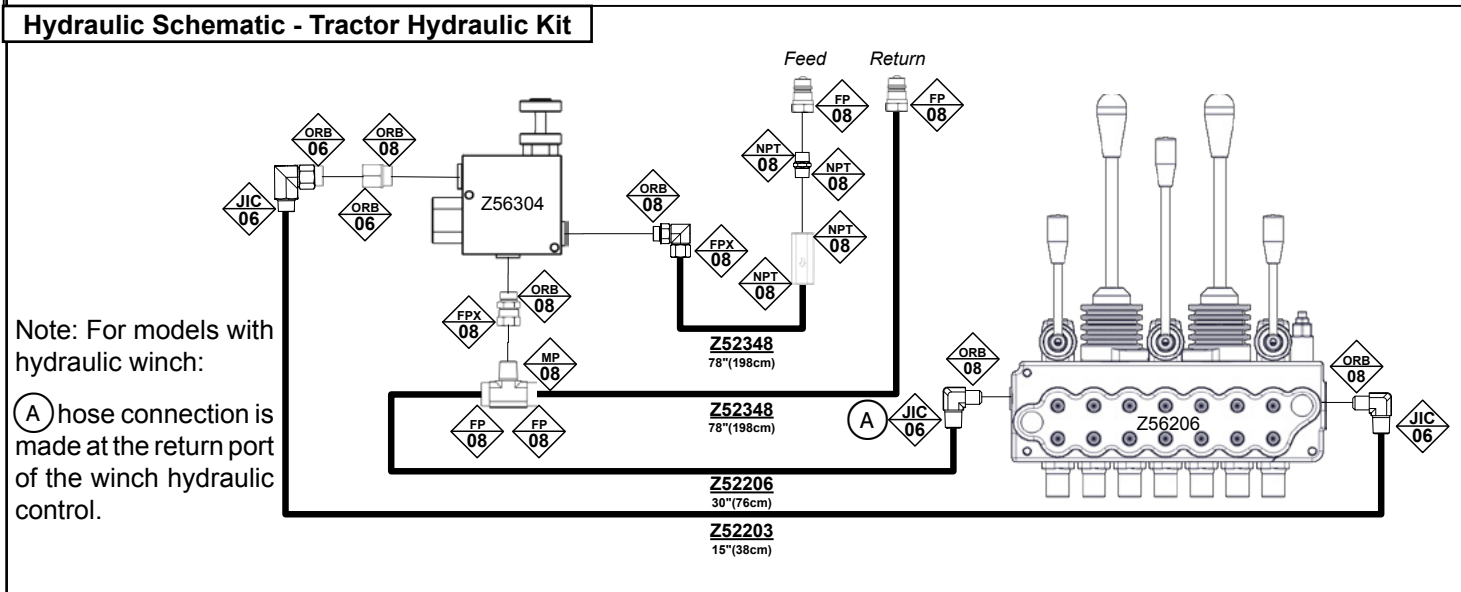 Hydraulic Schematic - Tractor Hydraulic Kit
Feed
Return
FP
08
FP
08
ORB
06
ORB
08
NPT
08
NPT
08
JIC
06
ORB
06
Z56304
ORB
08
FPX
08
NPT
08
NPT
08
ORB
08
FPX
08
Z52348
78"(198cm)
MP
08
FP
08
FP
08
Z52348
78"(198cm)
Note: For models with
hydraulic winch:
A hose connection is
made at the return port
of the winch hydraulic
control.
A
JIC
06
ORB
08
Z56206
ORB
08
JIC
06
Z52206
30"(76cm)
Z52203
15"(38cm)